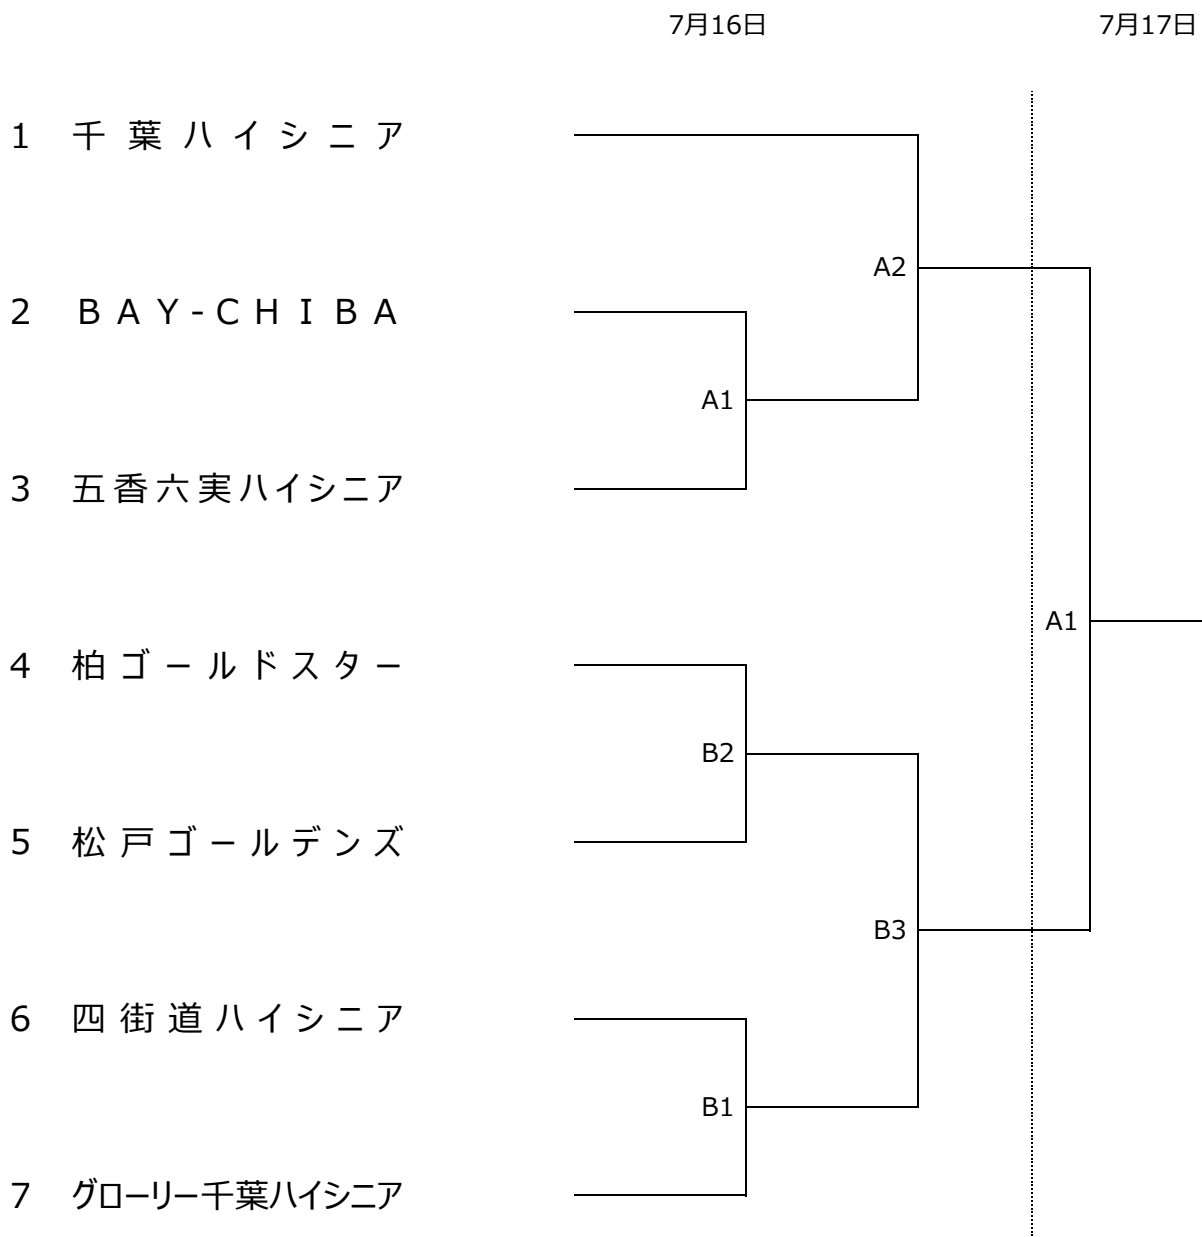 7月16日 7月17日
1 千葉ハイシニア
A2
2 BAY-CHIBA
A1
3 五香六実ハイシニア
A1
4 柏ゴールドスター
B2
5 松戸ゴールデンズ
B3
6 四街道ハイシニア
B1
7 グローリー千葉ハイシニア